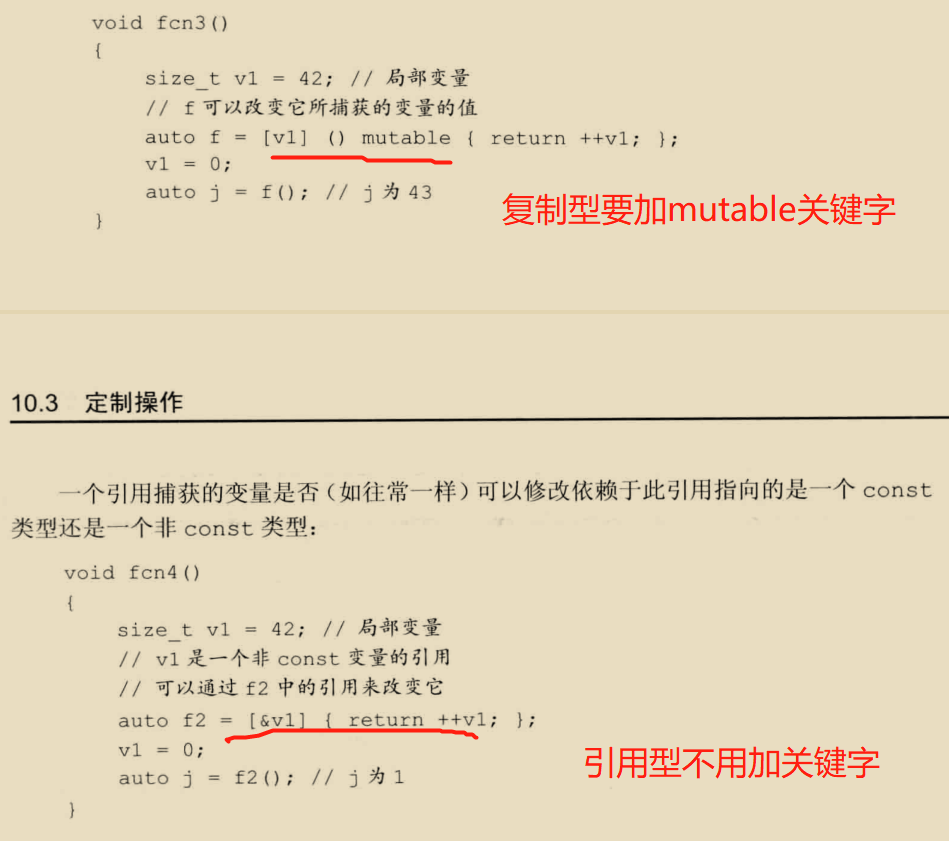 void fcn3()
{
size_t v1 = 42; // 局部变量
// f 可以改变它所捕获的变量的值
auto f = [v1] () mutable { return ++v1; };
v1 = 0;
auto j = f(); // j 为 43
}
复制型要加mutable关键字
10.3 定制操作
一个引用捕获的变量是否（如往常一样）可以修改依赖于此引用指向的是一个 const
类型还是一个非 const 类型：
void fcn4()
{
size_t v1 = 42; // 局部变量
// v1 是一个非 const 变量的引用
// 可以通过 f2 中的引用来改变它
auto f2 = [&v1] { return ++v1; };
v1 = 0;
auto j = f2(); // j 为 1
}
引用型不用加关键字